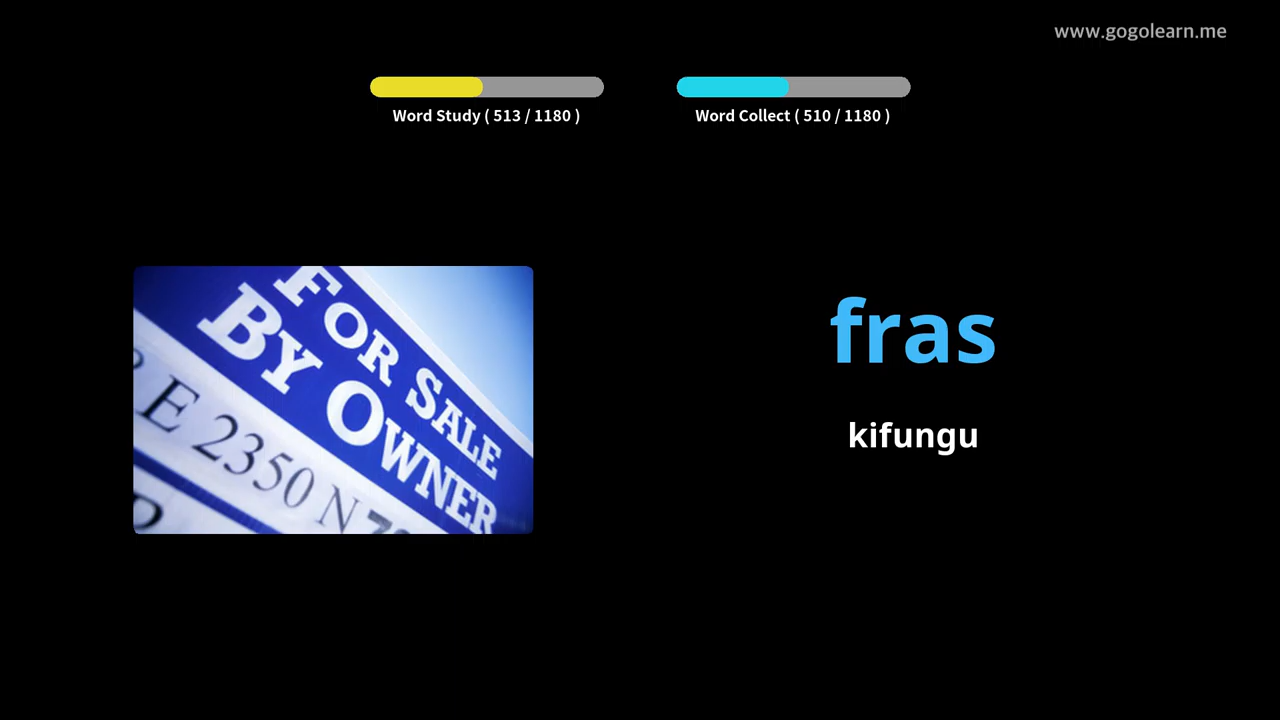 www.gogolearn.me
Word Study ( 513 / 1180 )
Word Collect ( 510 / 1180 )
FOR SALE
BY OWNER
E 2350 N
fras
kifungu